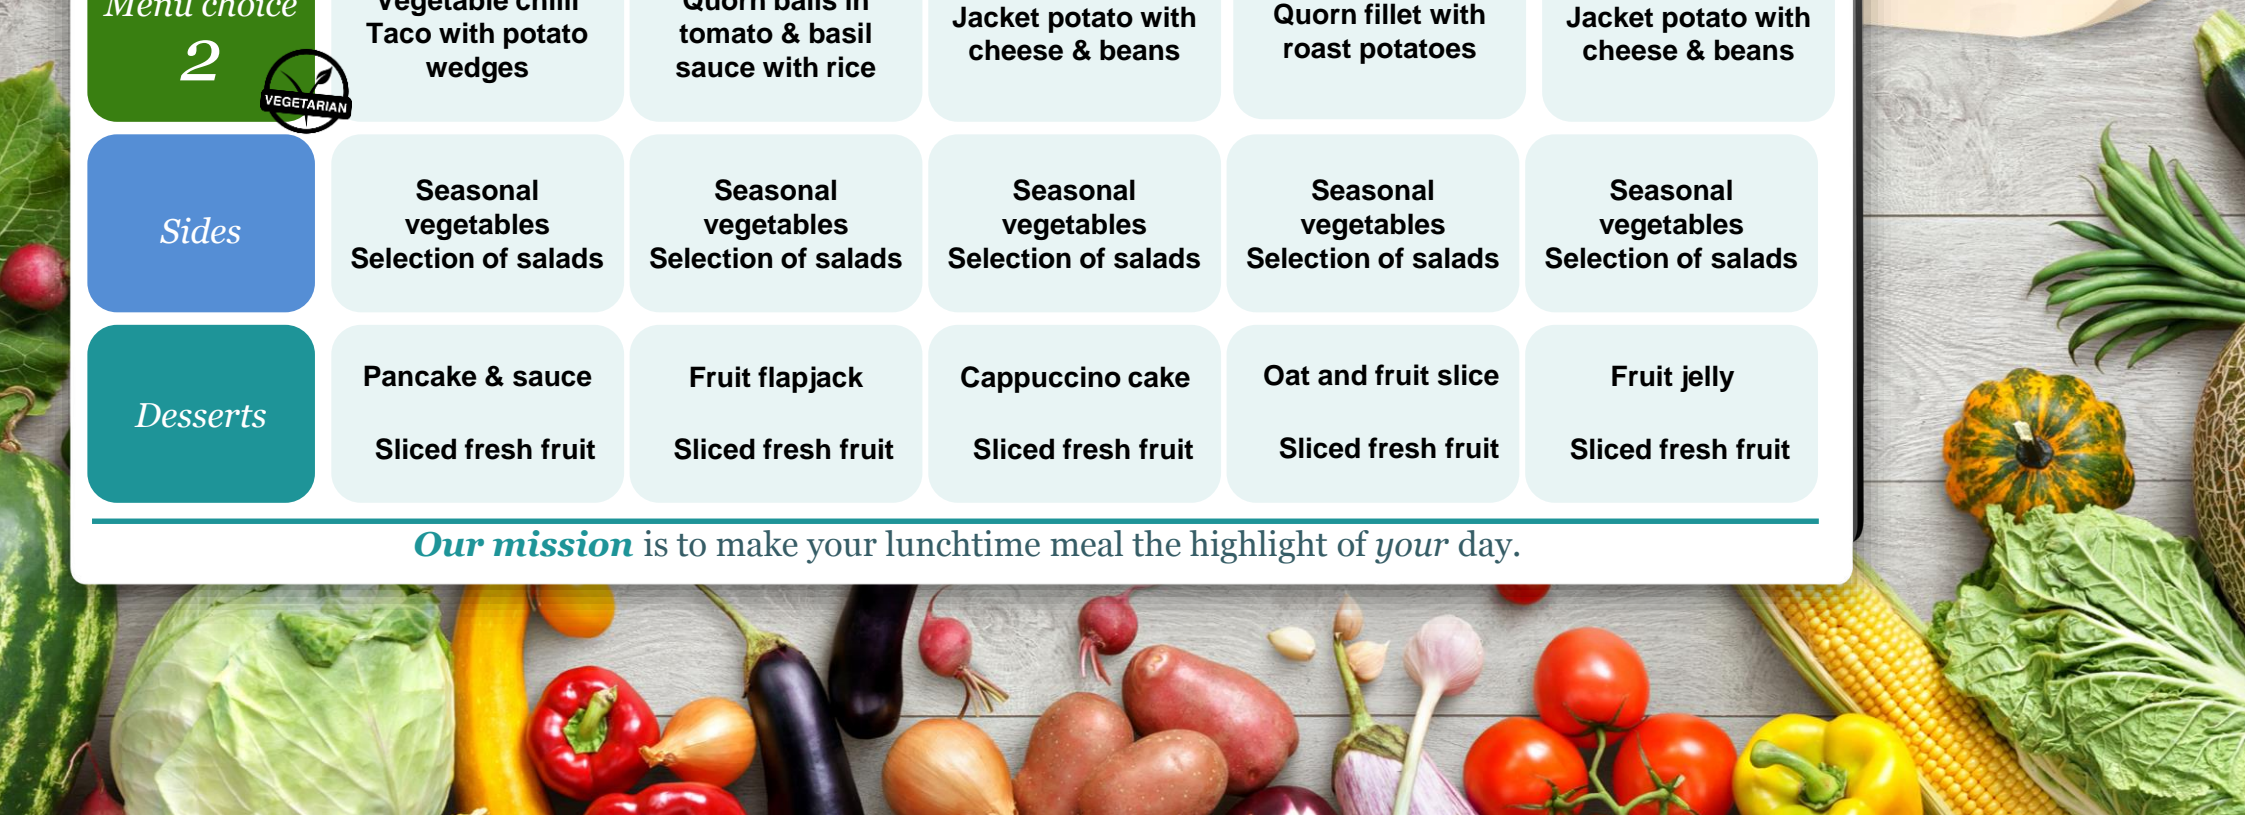 Menu choice
2
VEGETARIAN
Vegetable chilli
Taco with potato
wedges
Quorn balls in
tomato & basil
sauce with rice
Jacket potato with
cheese & beans
Quorn fillet with
roast potatoes
Jacket potato with
cheese & beans
Sides
Seasonal
vegetables
Selection of salads
Seasonal
vegetables
Selection of salads
Seasonal
vegetables
Selection of salads
Seasonal
vegetables
Selection of salads
Seasonal
vegetables
Selection of salads
Desserts
Pancake & sauce
Sliced fresh fruit
Fruit flapjack
Sliced fresh fruit
Cappuccino cake
Sliced fresh fruit
Oat and fruit slice
Sliced fresh fruit
Fruit jelly
Sliced fresh fruit
Our mission is to make your lunchtime meal the highlight of your day.